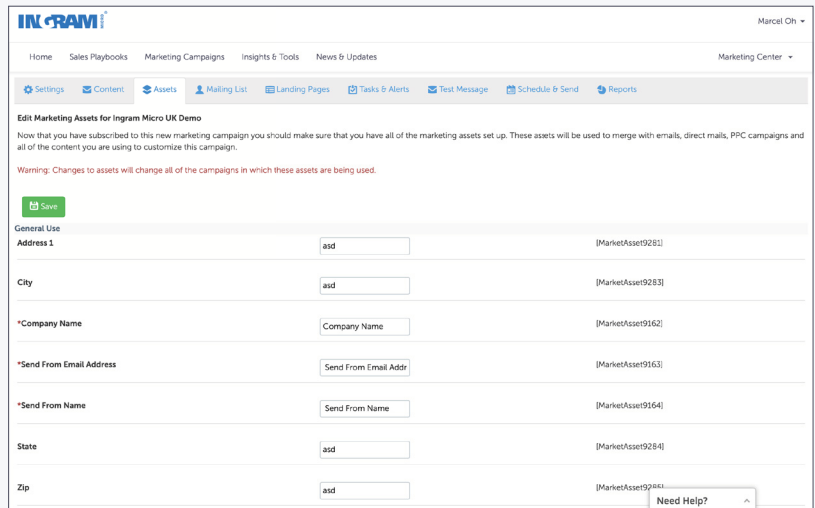 INGRAM
Marcel Oh
Home Sales Playbooks Marketing Campaigns Insights & Tools News & Updates Marketing Center
Settings Content Assets Mailing List Landing Pages Tasks & Alerts Test Message Schedule & Send Reports
Edit Marketing Assets for Ingram Micro UK Demo
Now that you have subscribed to this new marketing campaign you should make sure that you have all of the marketing assets set up. These assets will be used to merge with emails, direct mails, PPC campaigns and
all of the content you are using to customize this campaign.
Warning: Changes to assets will change all of the campaigns in which these assets are being used.
Save
General Use
Address 1 asd [MarketAsset9281]
City asd [MarketAsset9283]
*Company Name Company Name [MarketAsset9162]
*Send From Email Address Send From Email Addr [MarketAsset9163]
*Send From Name Send From Name [MarketAsset9164]
State asd [MarketAsset9284]
Zip asd [MarketAsset9285]
Need Help?